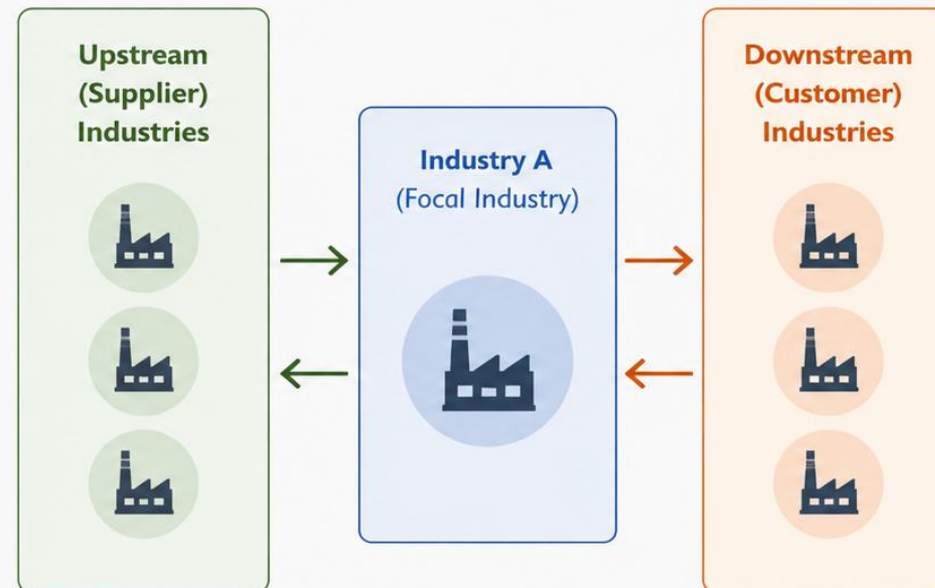 Upstream
(Supplier)
Industries
Industry A
(Focal Industry)
Downstream
(Customer)
Industries